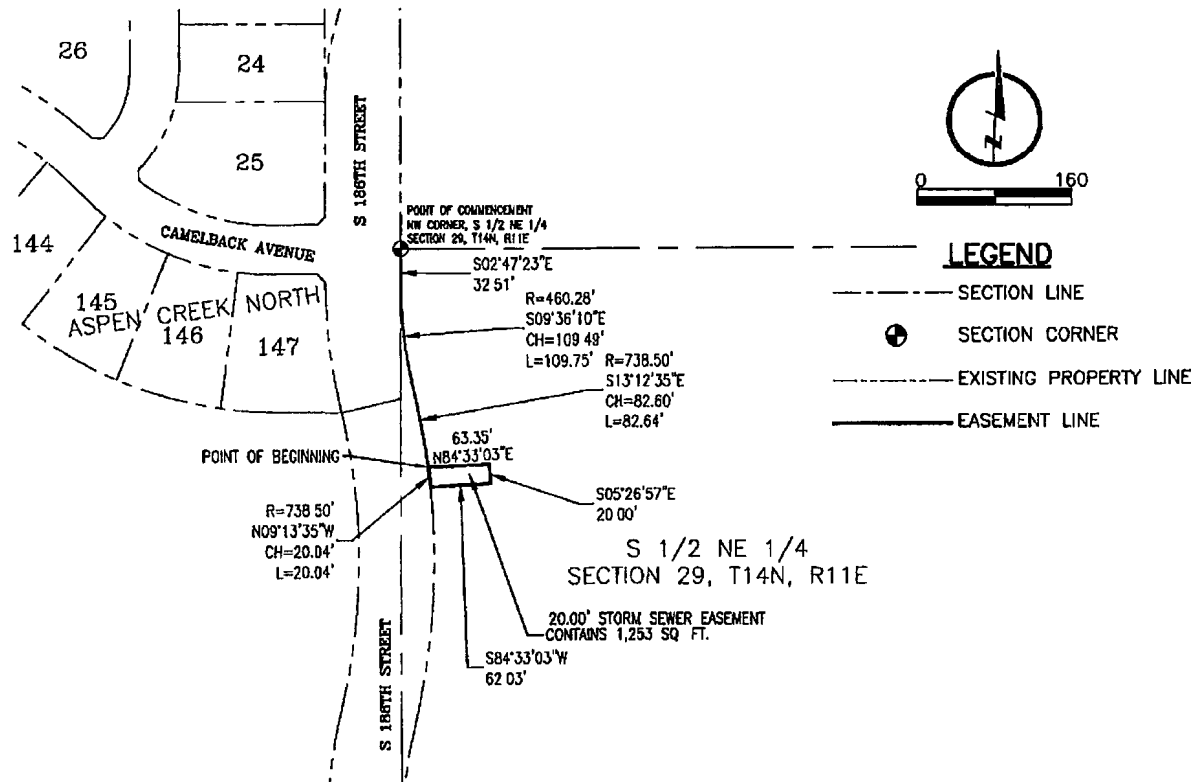 26
24
25
S 186TH STREET
0 160
POINT OF COMMENCEMENT
NW CORNER, S 1/2 NE 1/4
SECTION 29, T14N, R11E
144
CAMELBACK AVENUE
S02°47'23"E
32 51'
LEGEND
SECTION LINE
SECTION CORNER
EXISTING PROPERTY LINE
EASEMENT LINE
145
146
147
ASPEN CREEK NORTH
R=460.28'
S09°36'10"E
CH=109 49'
L=109.75'
R=738.50'
S13°12'35"E
CH=82.60'
L=82.64'
63.35'
N84°33'03"E
POINT OF BEGINNING
S05°26'57"E
20 00'
R=738 50'
N09°13'35"W
CH=20.04'
L=20.04'
S 1/2 NE 1/4
SECTION 29, T14N, R11E
20.00' STORM SEWER EASEMENT
CONTAINS 1,253 SQ FT.
S84°33'03"W
62 03'
S 186TH STREET
N